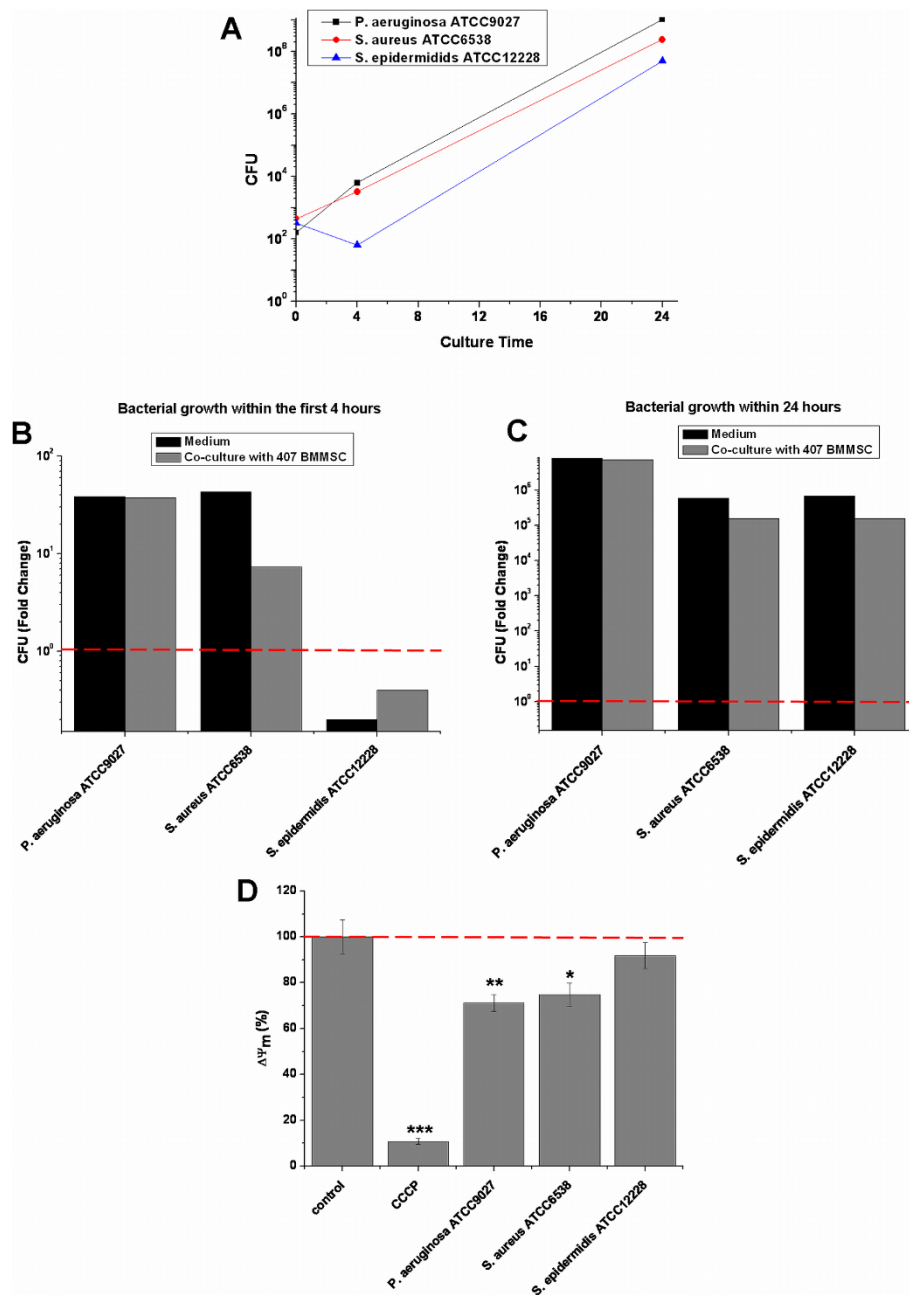 A
P. aeruginosa ATCC9027
S. aureus ATCC6538
S. epidermidids ATCC12228
10^8
10^6
10^4
10^2
10^0
CFU
0 4 8 12 16 20 24
Culture Time
Bacterial growth within the first 4 hours
B
Medium
Co-culture with 407 BMMSC
10^2
10^1
10^0
CFU (Fold Change)
P. aeruginosa ATCC9027
S. aureus ATCC6538
S. epidermidis ATCC12228
Bacterial growth within 24 hours
C
Medium
Co-culture with 407 BMMSC
10^6
10^5
10^4
10^3
10^2
10^1
10^0
CFU (Fold Change)
P. aeruginosa ATCC9027
S. aureus ATCC6538
S. epidermidis ATCC12228
D
120
100
80
60
40
20
0
ΔΨm (%)
***
**
*
control
CCCP
P. aeruginosa ATCC9027
S. aureus ATCC6538
S. epidermidis ATCC12228